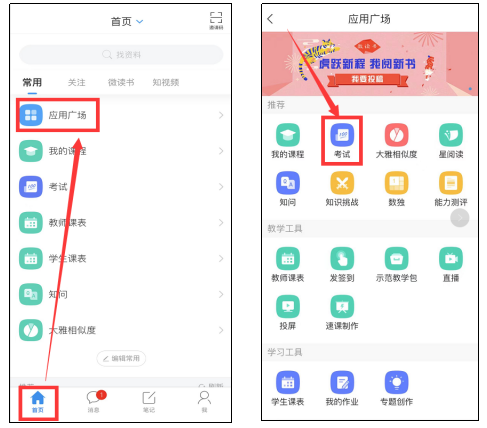 首页
邀请码
找资料
常用 关注 微读书 知视频
应用广场
我的课程
考试
教师课表
学生课表
知问
大雅相似度
编辑常用
首页 消息 笔记 我
应用广场
微读书
虎跃新程 我阅新书
我要投稿
推荐
我的课程 考试 大雅相似度 星阅读
知问 知识挑战 数独 能力测评
教学工具
教师课表 发签到 示范教学包 直播
投屏 速课制作
学习工具
学生课表 我的作业 专题创作